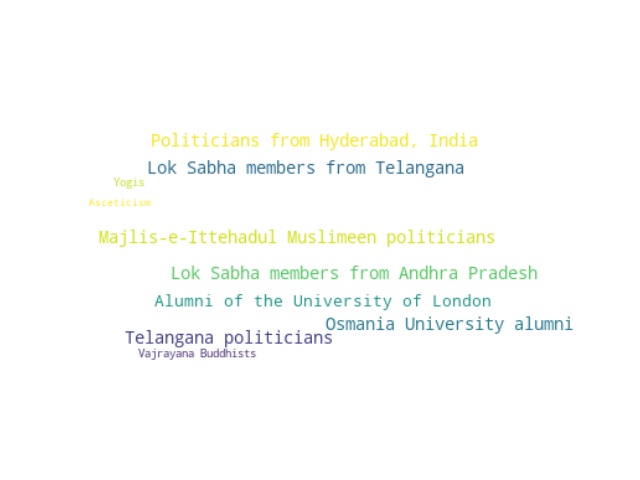 Politicians from Hyderabad, India
Lok Sabha members from Telangana
Yogis
Asceticism
Majlis-e-Ittehadul Muslimeen politicians
Lok Sabha members from Andhra Pradesh
Alumni of the University of London
Osmania University alumni
Telangana politicians
Vajrayana Buddhists